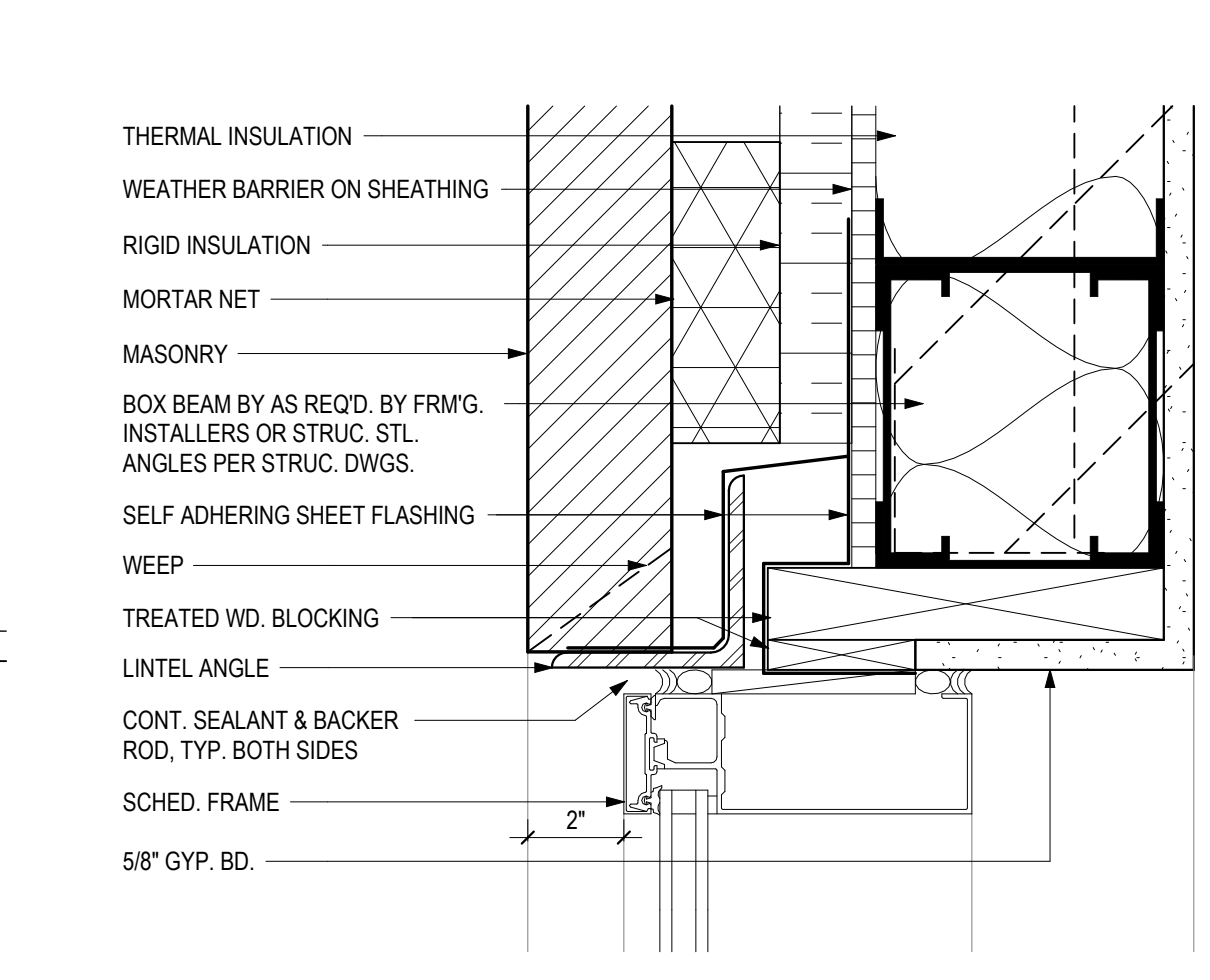 THERMAL INSULATION
WEATHER BARRIER ON SHEATHING
RIGID INSULATION
MORTAR NET
MASONRY
BOX BEAM BY AS REQ'D. BY FRM'G.
INSTALLERS OR STRUC. STL.
ANGLES PER STRUC. DWGS.
SELF ADHERING SHEET FLASHING
WEEP
TREATED WD. BLOCKING
LINTEL ANGLE
CONT. SEALANT & BACKER
ROD, TYP. BOTH SIDES
SCHED. FRAME
2"
5/8" GYP. BD.